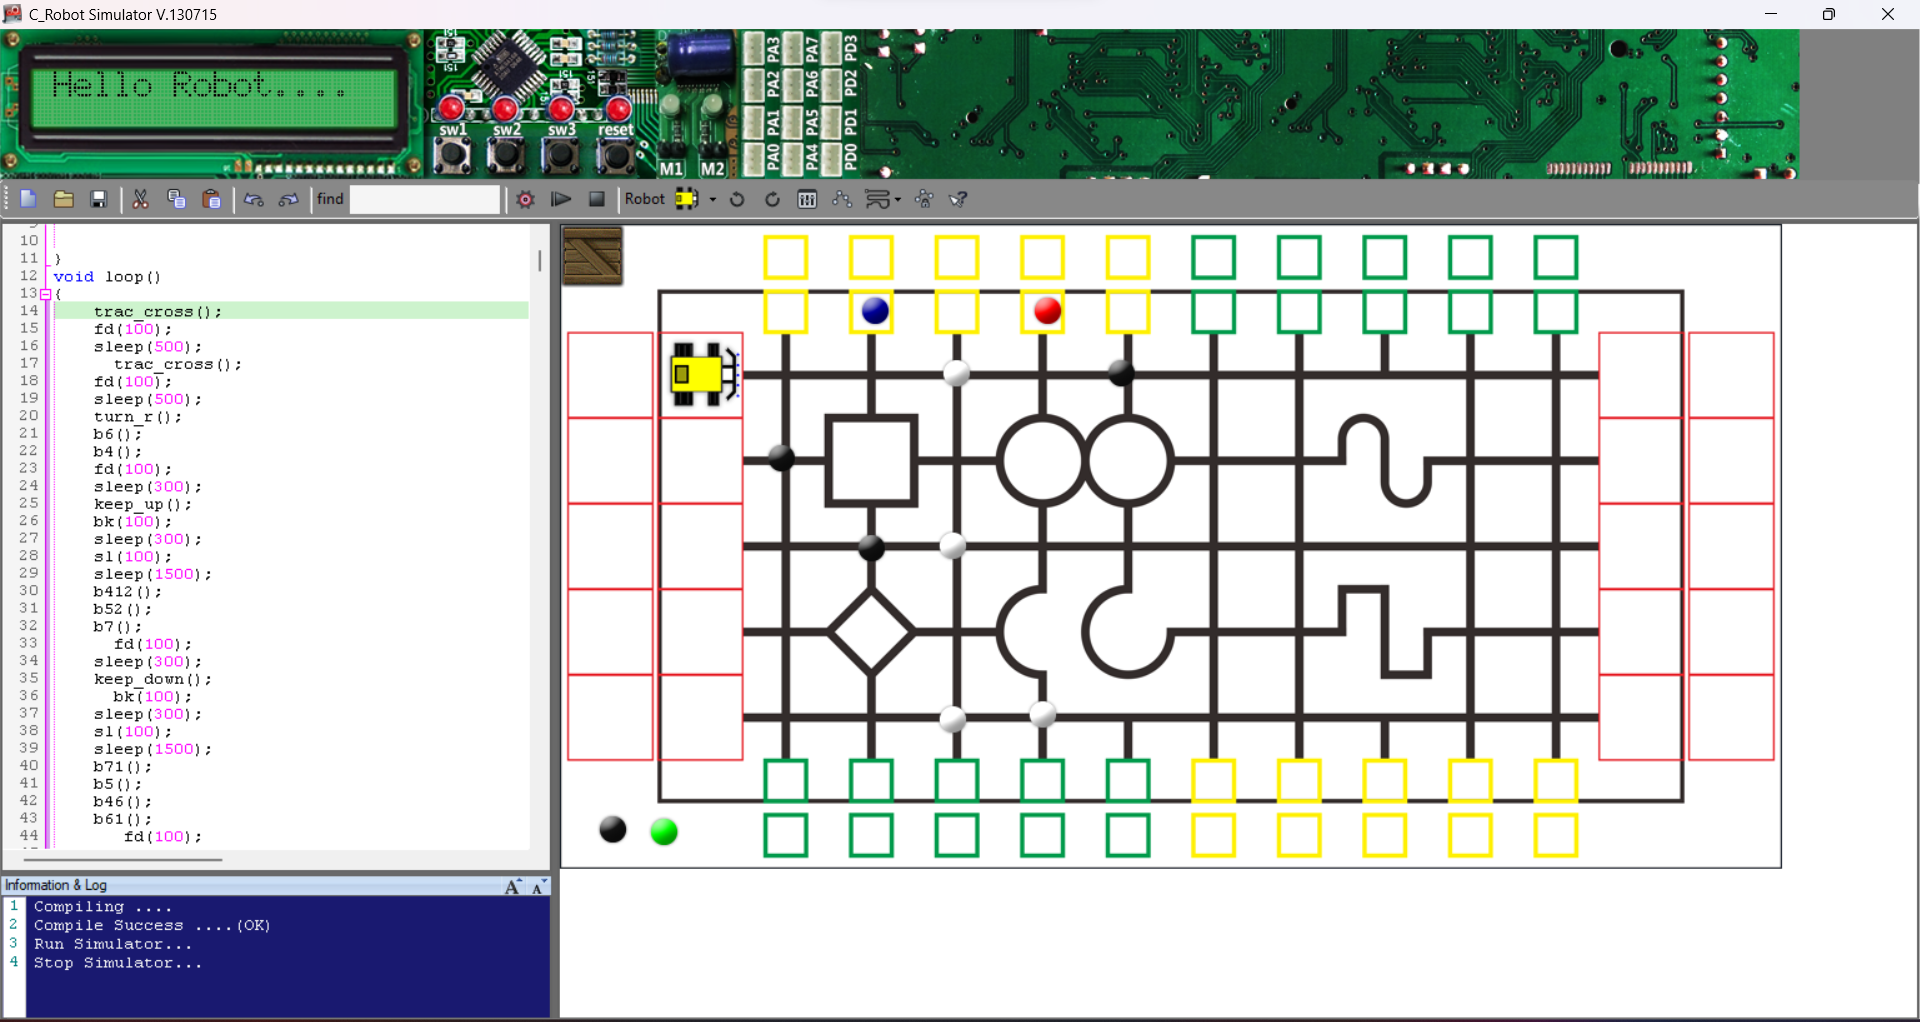 C_Robot Simulator V.130715
Hello Robot....
151
151
151
151
sw1 sw2 sw3 reset
M1 M2
PA0 PA1 PA2 PA3
PA4 PA5 PA6 PA7
PD0 PD1 PD2 PD3
find
Robot
10
11 }
12 void loop()
13 {
14 trac_cross();
15 fd(100);
16 sleep(500);
17 trac_cross();
18 fd(100);
19 sleep(500);
20 turn_r();
21 b6();
22 b4();
23 fd(100);
24 sleep(300);
25 keep_up();
26 bk(100);
27 sleep(300);
28 sl(100);
29 sleep(1500);
30 b412();
31 b52();
32 b7();
33 fd(100);
34 sleep(300);
35 keep_down();
36 bk(100);
37 sleep(300);
38 sl(100);
39 sleep(1500);
40 b71();
41 b5();
42 b46();
43 b61();
44 fd(100);
Information & Log
A A
1 Compiling ....
2 Compile Success ....(OK)
3 Run Simulator...
4 Stop Simulator...